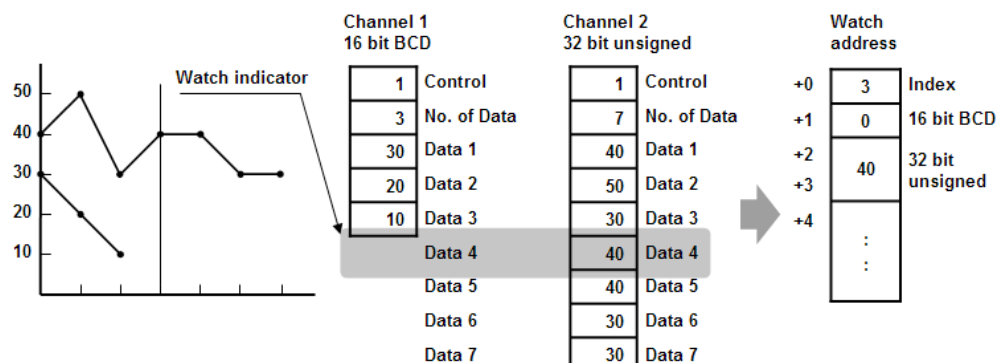 50
40
30
20
10
Watch indicator
Channel 1
16 bit BCD
1 Control
3 No. of Data
30 Data 1
20 Data 2
10 Data 3
Data 4
Data 5
Data 6
Data 7
Channel 2
32 bit unsigned
1 Control
7 No. of Data
40 Data 1
50 Data 2
30 Data 3
40 Data 4
40 Data 5
30 Data 6
30 Data 7
Watch
address
+0 3 Index
+1 0 16 bit BCD
+2
40
32 bit
unsigned
+3
+4
:
: